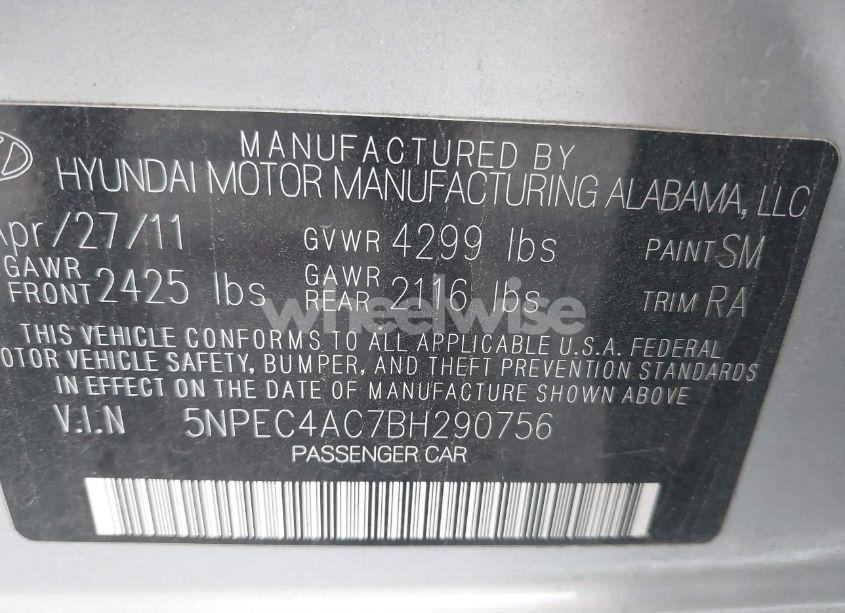 MANUFACTURED BY
HYUNDAI MOTOR MANUFACTURING ALABAMA, LLC
Apr/27/11 GVWR 4299 lbs PAINT SM
GAWR FRONT 2425 lbs GAWR REAR 2116 lbs TRIM RA
wheelwise
THIS VEHICLE CONFORMS TO ALL APPLICABLE U.S.A. FEDERAL
OTOR VEHICLE SAFETY, BUMPER, AND THEFT PREVENTION STANDARDS
IN EFFECT ON THE DATE OF MANUFACTURE SHOWN ABOVE
V.I.N 5NPEC4AC7BH290756
PASSENGER CAR